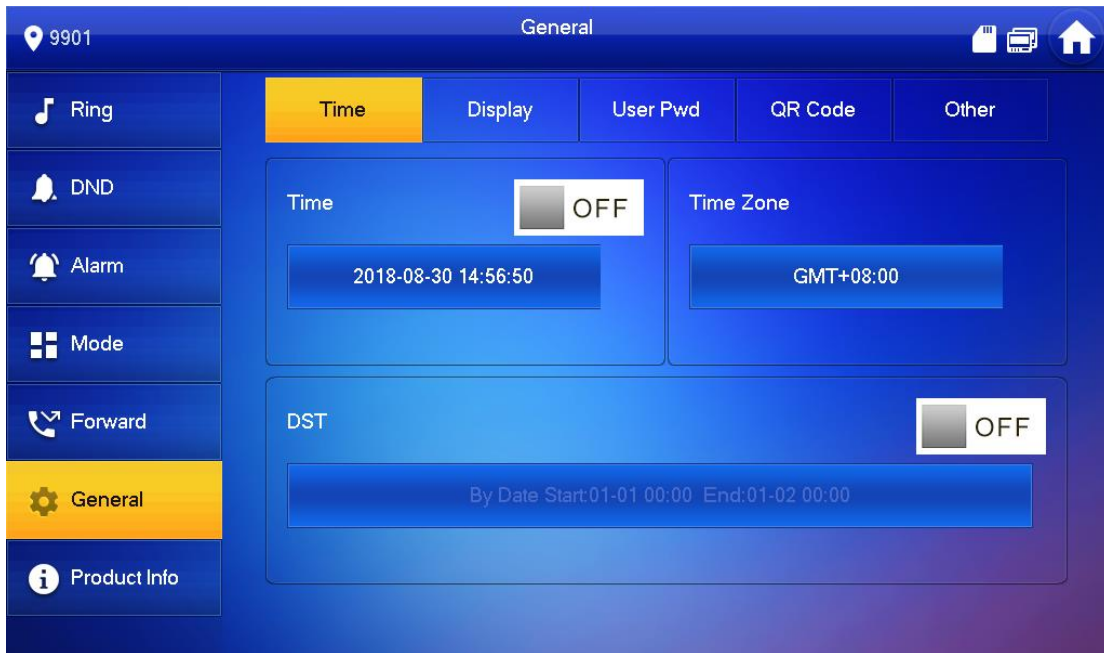 9901
General
Ring
DND
Alarm
Mode
Forward
General
Product Info
Time
Display
User Pwd
QR Code
Other
Time
OFF
2018-08-30 14:56:50
Time Zone
GMT+08:00
DST
OFF
By Date Start:01-01 00:00 End:01-02 00:00